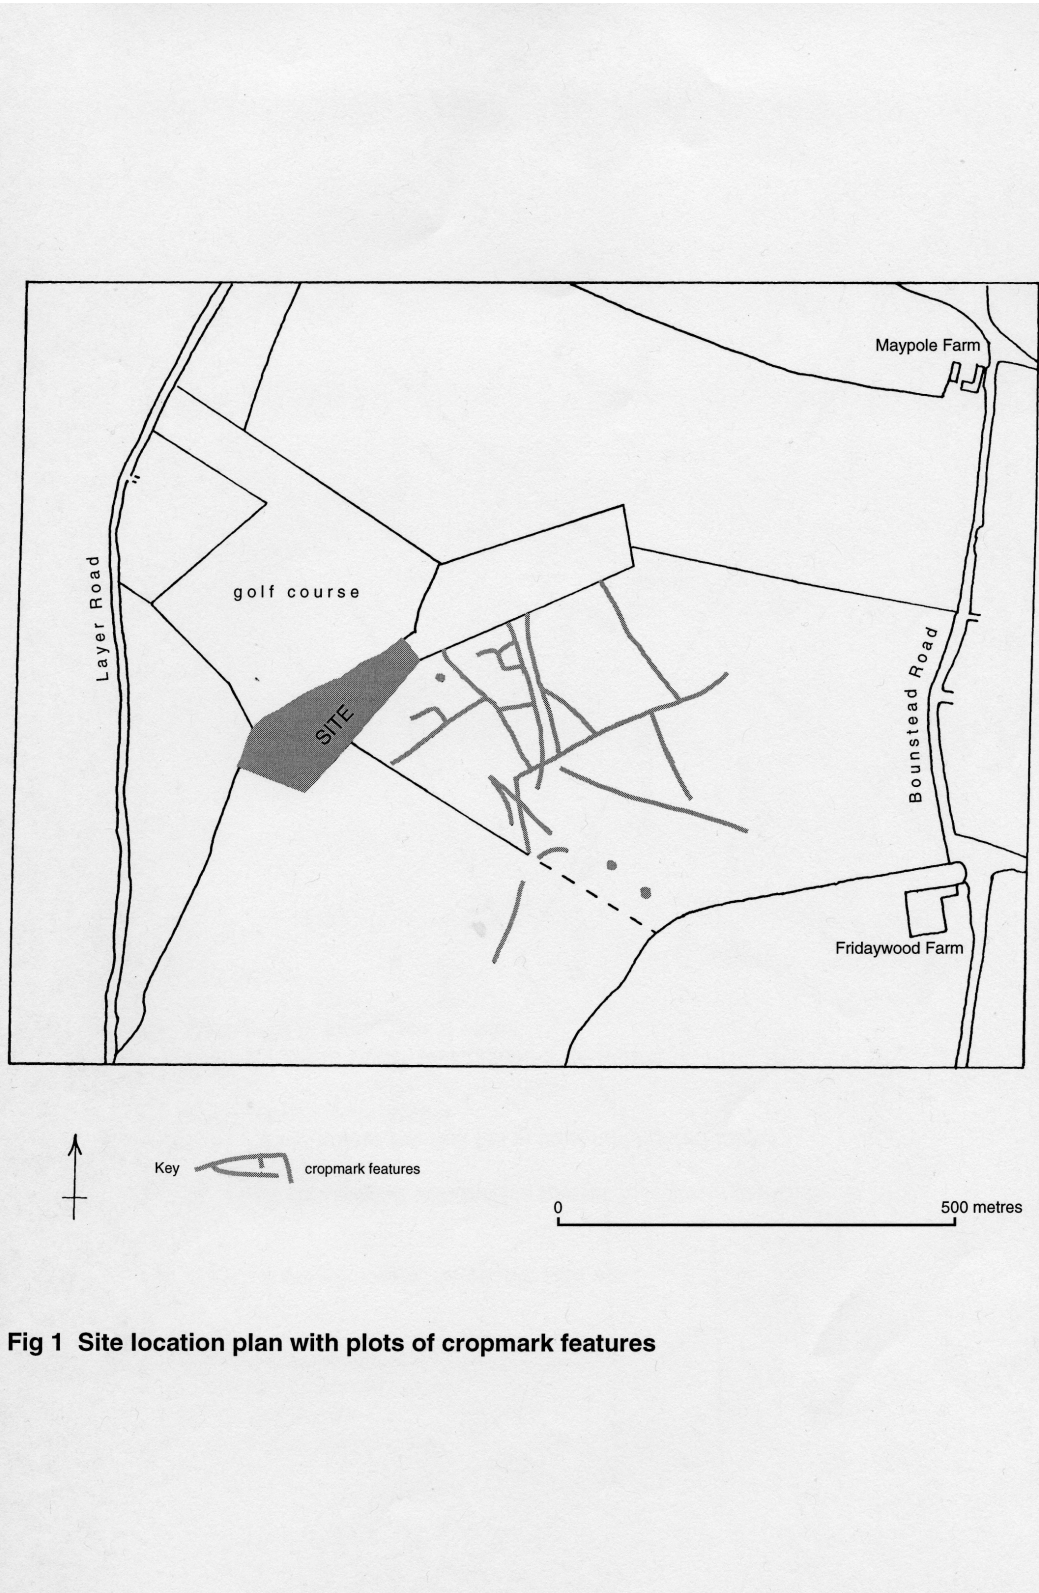 Maypole Farm
golf course
Layer Road
SITE
Bounstead Road
Fridaywood Farm
Key
cropmark features
0
500 metres
Fig 1 Site location plan with plots of cropmark features